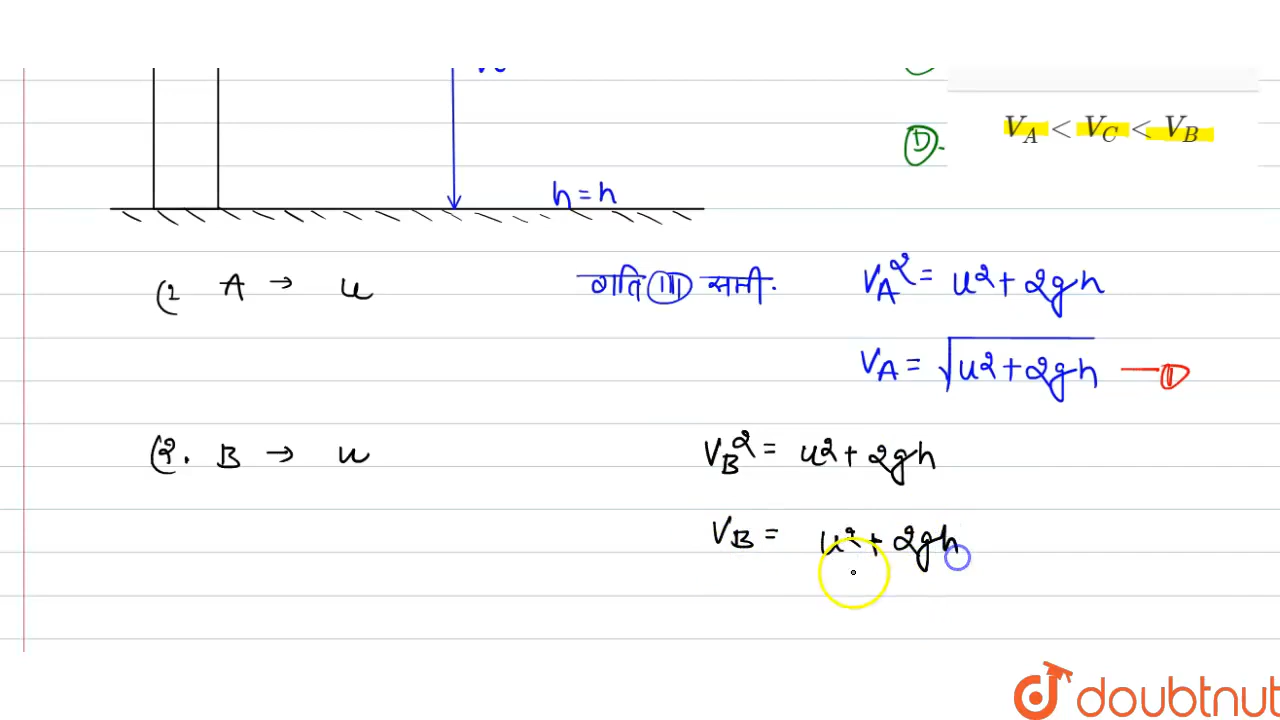 V_A < V_C < V_B
D.
h = h
(2 A → u
गति III समी.
V_A² = u² + 2gh
V_A = √(u² + 2gh) — ①
(2. B → u
V_B² = u² + 2gh
V_B = u² + 2gh
doubtnut